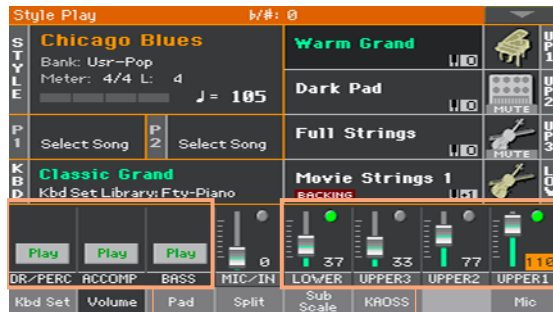 Style Play b/#: 0
STYLE
Chicago Blues
Bank: Usr-Pop
Meter: 4/4 L: 4
♩= 105
Warm Grand
UP1
Dark Pad
MUTE
UP2
Full Strings
MUTE
UP3
P1 Select Song P2 Select Song
KBD
Classic Grand
Kbd Set Library: Fty-Piano
Movie Strings 1
BACKING
Play Play Play 0 37 33 77 110
DR/PERC ACCOMP BASS MIC/IN LOWER UPPER3 UPPER2 UPPER1
Kbd Set Volume Pad Split Sub Scale KAOSS Mic